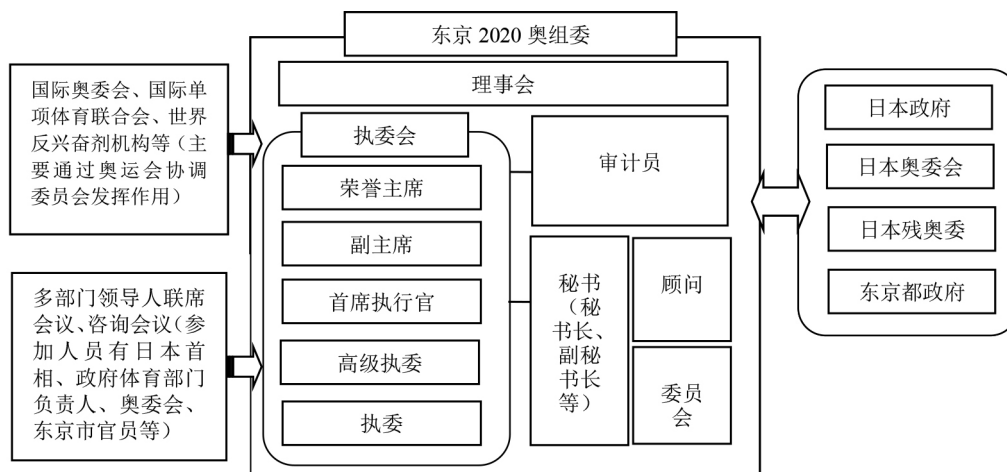 东京 2020 奥组委
理事会
国际奥委会、国际单
项体育联合会、世界
反兴奋剂机构等（主
要通过奥运会协调
委员会发挥作用）
多部门领导人联席
会议、咨询会议（参
加人员有日本首
相、政府体育部门
负责人、奥委会、
东京市官员等）
执委会
荣誉主席
副主席
首席执行官
高级执委
执委
审计员
秘书
（秘
书长、
副秘
书长
等）
顾问
委员
会
日本政府
日本奥委会
日本残奥委
东京都政府